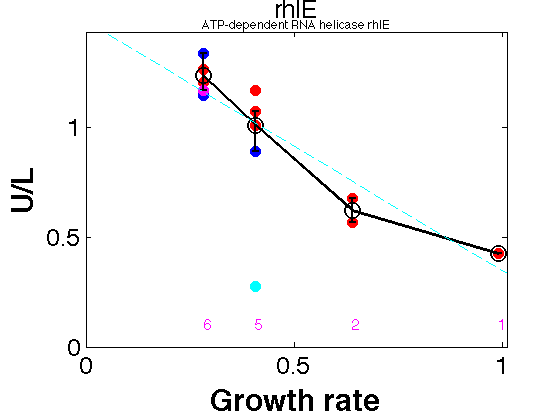 rhlE
ATP-dependent RNA helicase rhlE
U/L
1
0.5
0
6 5 2 1
0 0.5 1
Growth rate